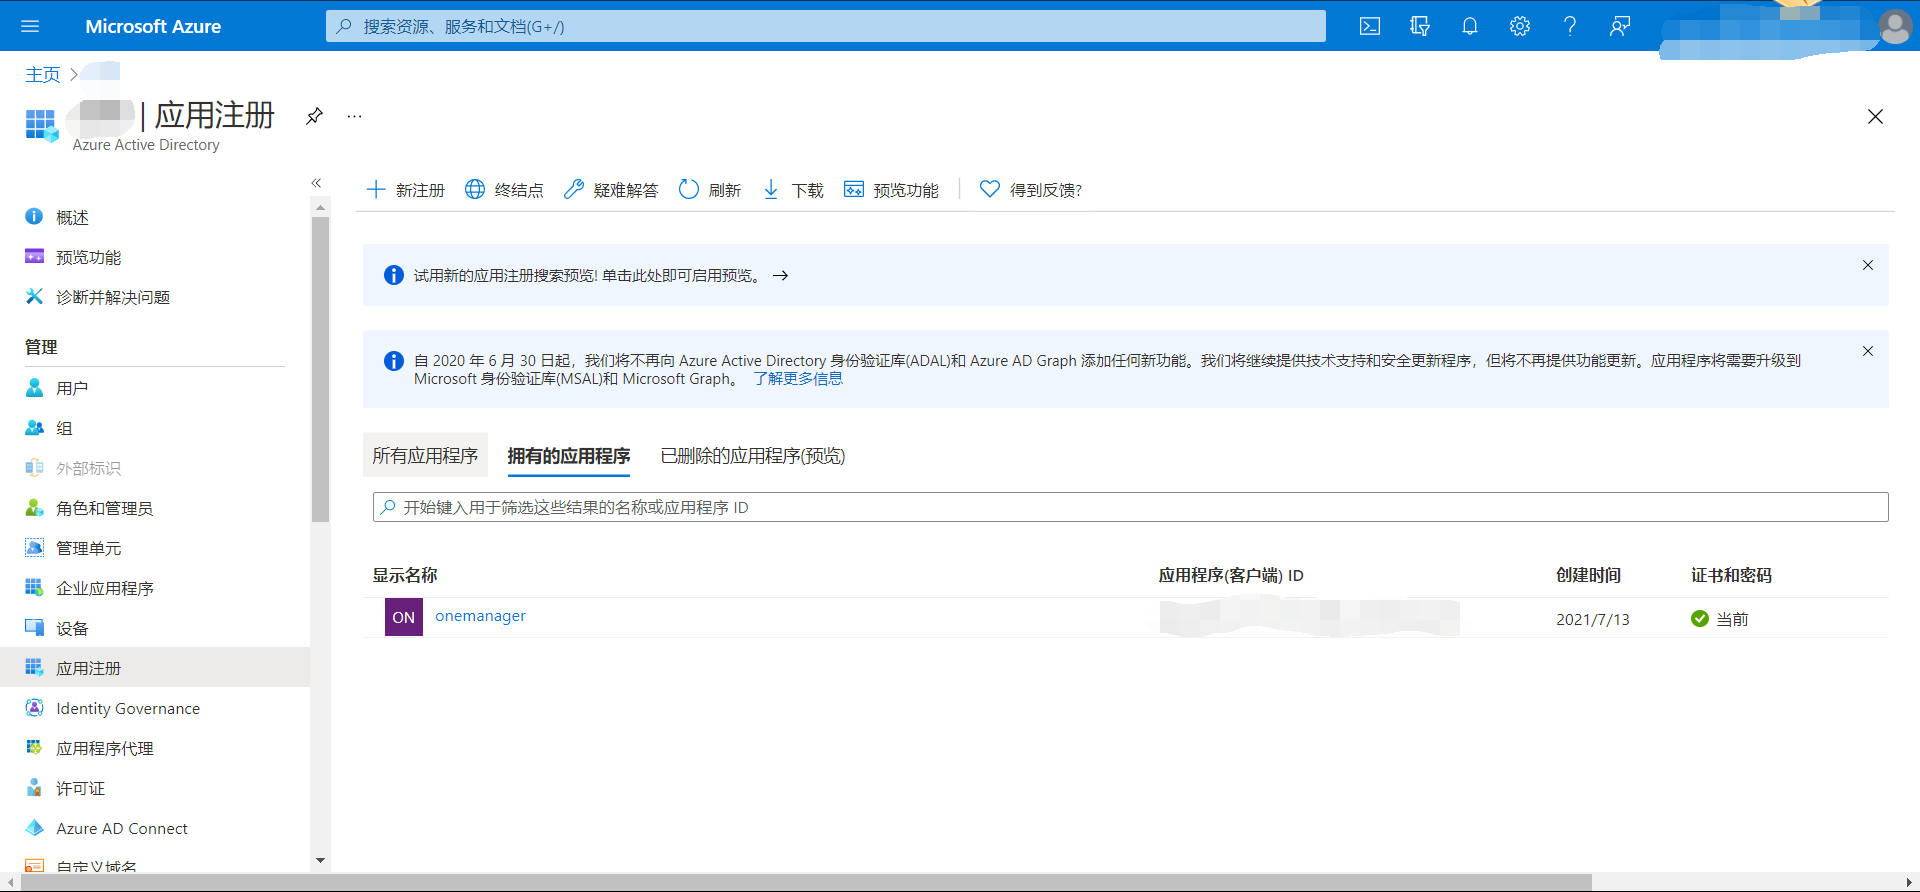 Microsoft Azure
搜索资源、服务和文档(G+/)
主页
| 应用注册
Azure Active Directory
概述
预览功能
诊断并解决问题
管理
用户
组
外部标识
角色和管理员
管理单元
企业应用程序
设备
应用注册
Identity Governance
应用程序代理
许可证
Azure AD Connect
自定义域名
新注册 终结点 疑难解答 刷新 下载 预览功能 得到反馈?
试用新的应用注册搜索预览! 单击此处即可启用预览。 →
自 2020 年 6 月 30 日起，我们将不再向 Azure Active Directory 身份验证库(ADAL)和 Azure AD Graph 添加任何新功能。我们将继续提供技术支持和安全更新程序，但将不再提供功能更新。应用程序将需要升级到
Microsoft 身份验证库(MSAL)和 Microsoft Graph。 了解更多信息
所有应用程序 拥有的应用程序 已删除的应用程序(预览)
开始键入用于筛选这些结果的名称或应用程序 ID
显示名称 应用程序(客户端) ID 创建时间 证书和密码
ON onemanager 2021/7/13 当前